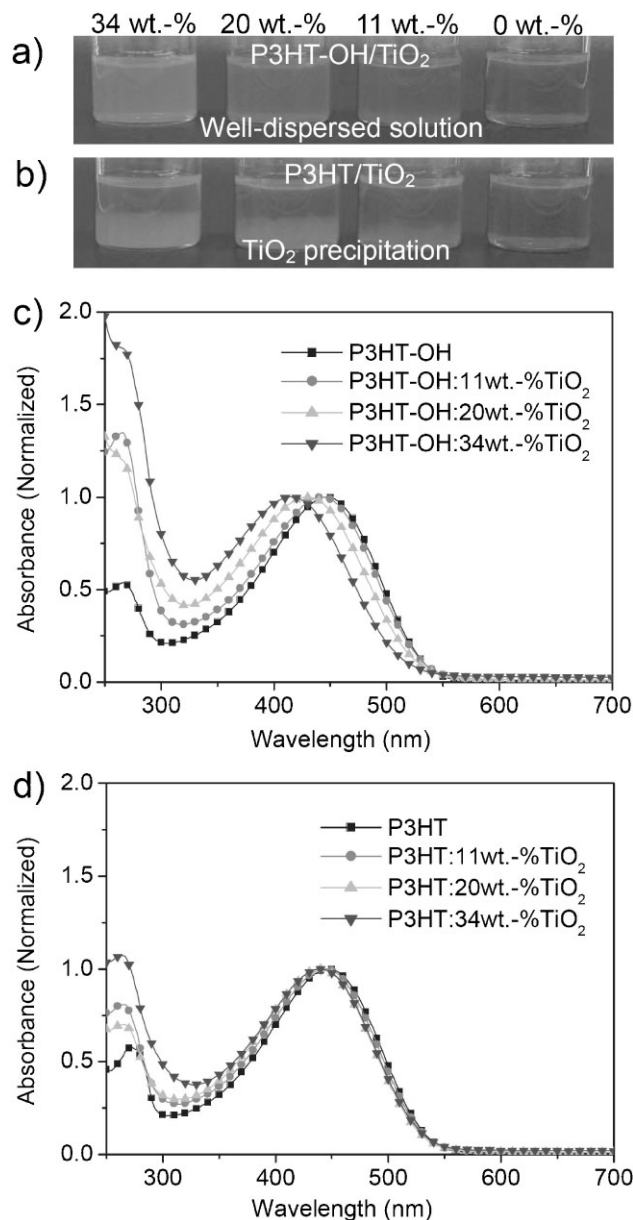 34 wt.-% 20 wt.-% 11 wt.-% 0 wt.-%
a)
P3HT-OH/TiO₂
Well-dispersed solution
b)
P3HT/TiO₂
TiO₂ precipitation
c)
2.0
1.5
1.0
0.5
0.0
Absorbance (Normalized)
P3HT-OH
P3HT-OH:11wt.-%TiO₂
P3HT-OH:20wt.-%TiO₂
P3HT-OH:34wt.-%TiO₂
300 400 500 600 700
Wavelength (nm)
d)
2.0
1.5
1.0
0.5
0.0
Absorbance (Normalized)
P3HT
P3HT:11wt.-%TiO₂
P3HT:20wt.-%TiO₂
P3HT:34wt.-%TiO₂
300 400 500 600 700
Wavelength (nm)